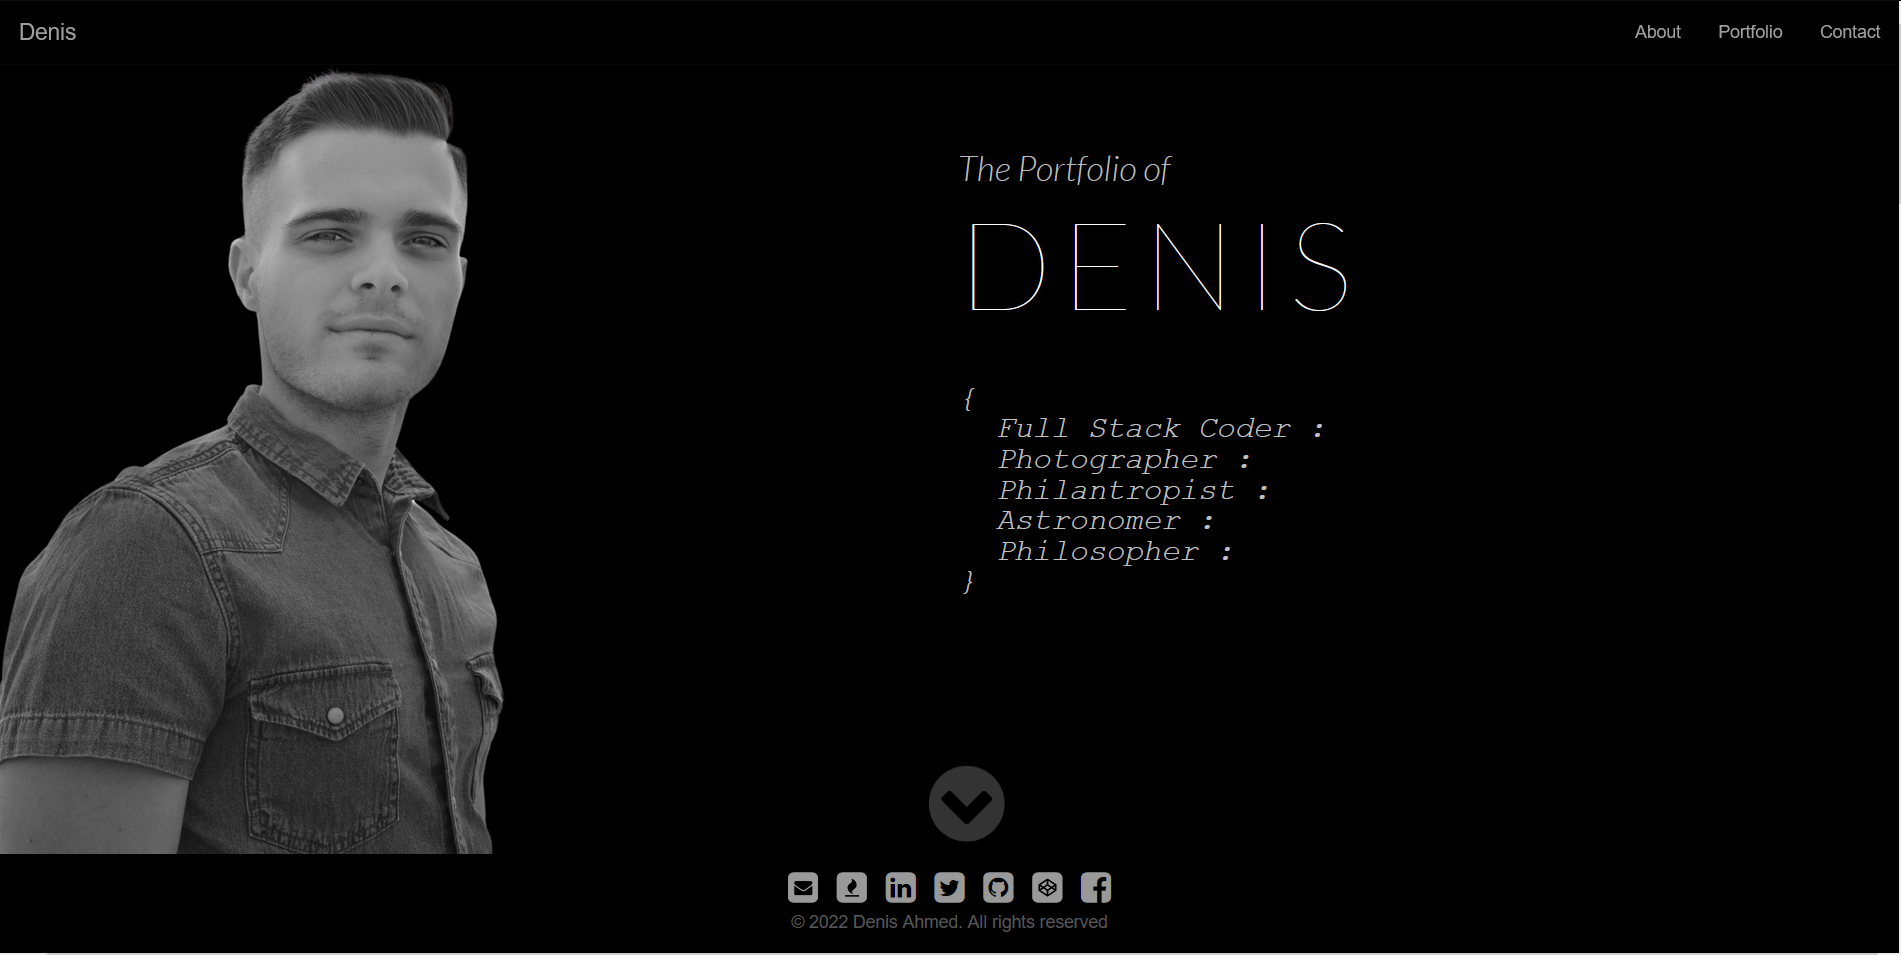 Denis
About Portfolio Contact
The Portfolio of
DENIS
{
Full Stack Coder :
Photographer :
Philantropist :
Astronomer :
Philosopher :
}
in
© 2022 Denis Ahmed. All rights reserved